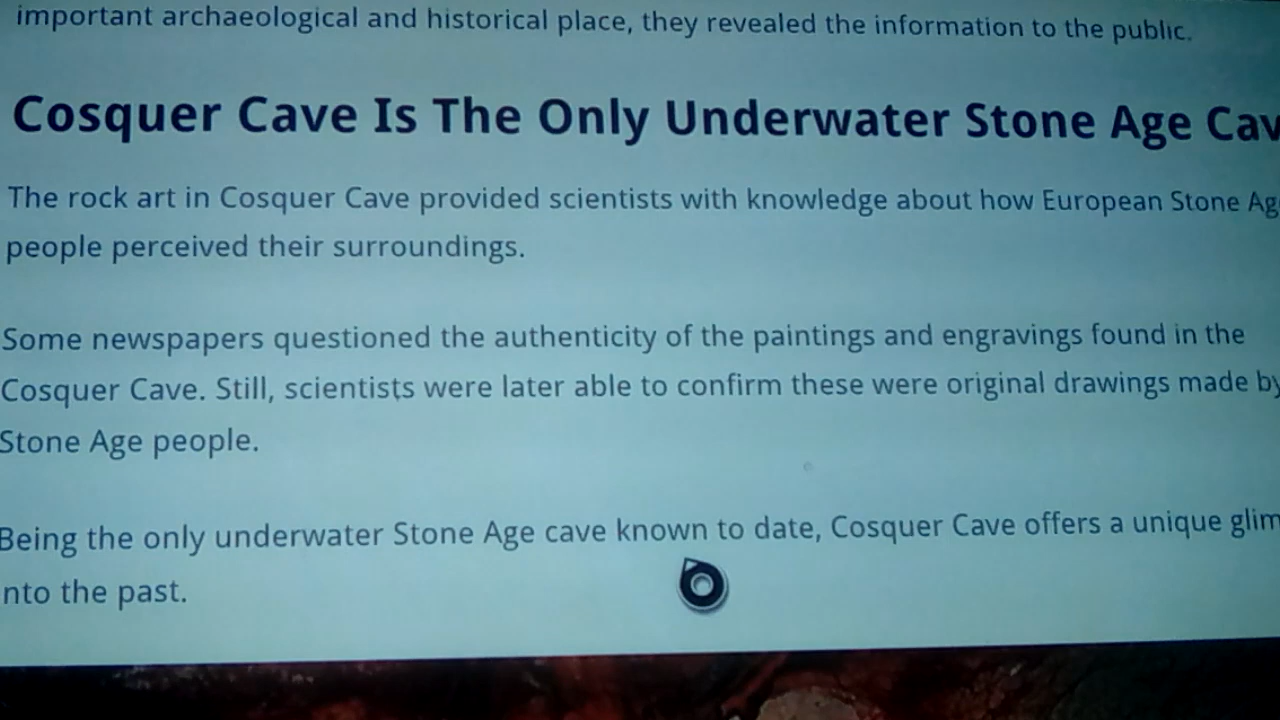 important archaeological and historical place, they revealed the information to the public.
Cosquer Cave Is The Only Underwater Stone Age
The rock art in Cosquer Cave provided scientists with knowledge about how European Stone
people perceived their surroundings.
Some newspapers questioned the authenticity of the paintings and engravings found in the
Cosquer Cave. Still, scientists were later able to confirm these were original drawings made by
Stone Age people.
Being the only underwater Stone Age cave known to date, Cosquer Cave offers a unique
the past.